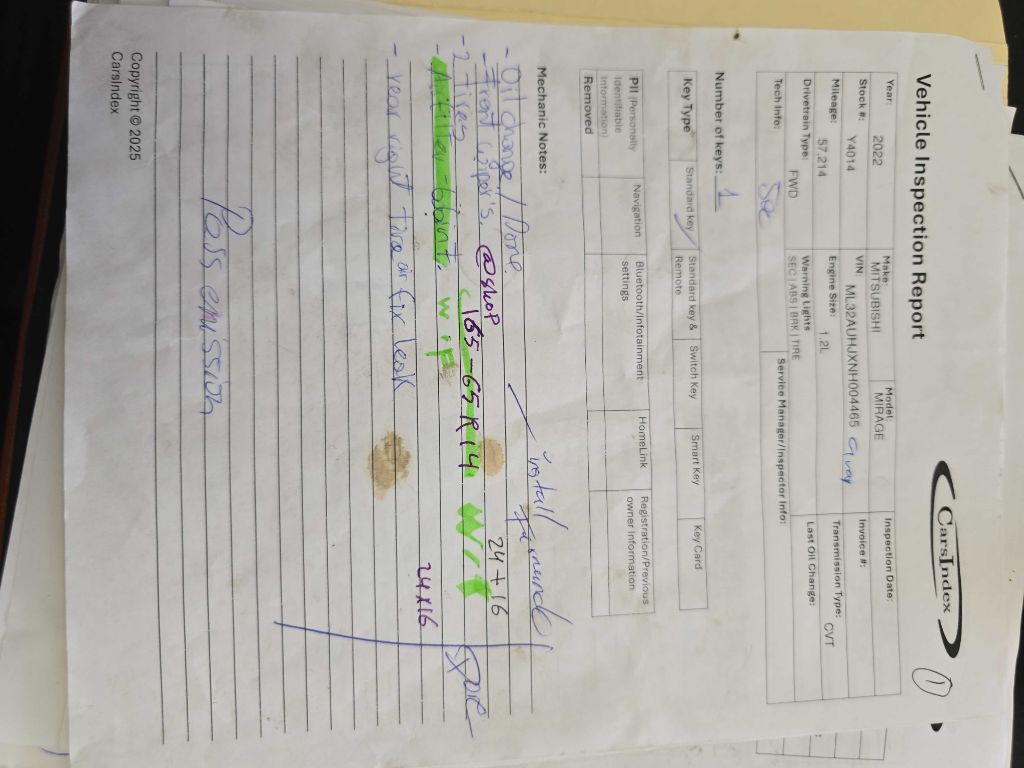 Vehicle Inspection Report
CarsIndex
1
Year: 2022 Make: MITSUBISHI Model: MIRAGE Inspection Date:
Stock #: Y4014 VIN: ML32AUHJXNH004465 Gray Invoice #:
Mileage: 57,214 Engine Size: 1.2L Transmission Type: CVT
Drivetrain Type: FWD Warning Lights SEC | ABS | BRK | TIRE Last Oil Change:
Tech Info: Service Manager/Inspector Info:
Number of keys: 1
Key Type Standard key Standard key & Remote Switch Key Smart Key Key Card
PII (Personally Identifiable Information) Removed Navigation Bluetooth/Infotainment settings HomeLink Registration/Previous owner Information
Mechanic Notes:
install
- Oil change / Done.
- Front wiper's. @SHOP 24+16
- 2 Tires 165-65R14
W.i.P 24x16
- rear right tire air fix leak
Pass emission
Copyright © 2025
CarsIndex